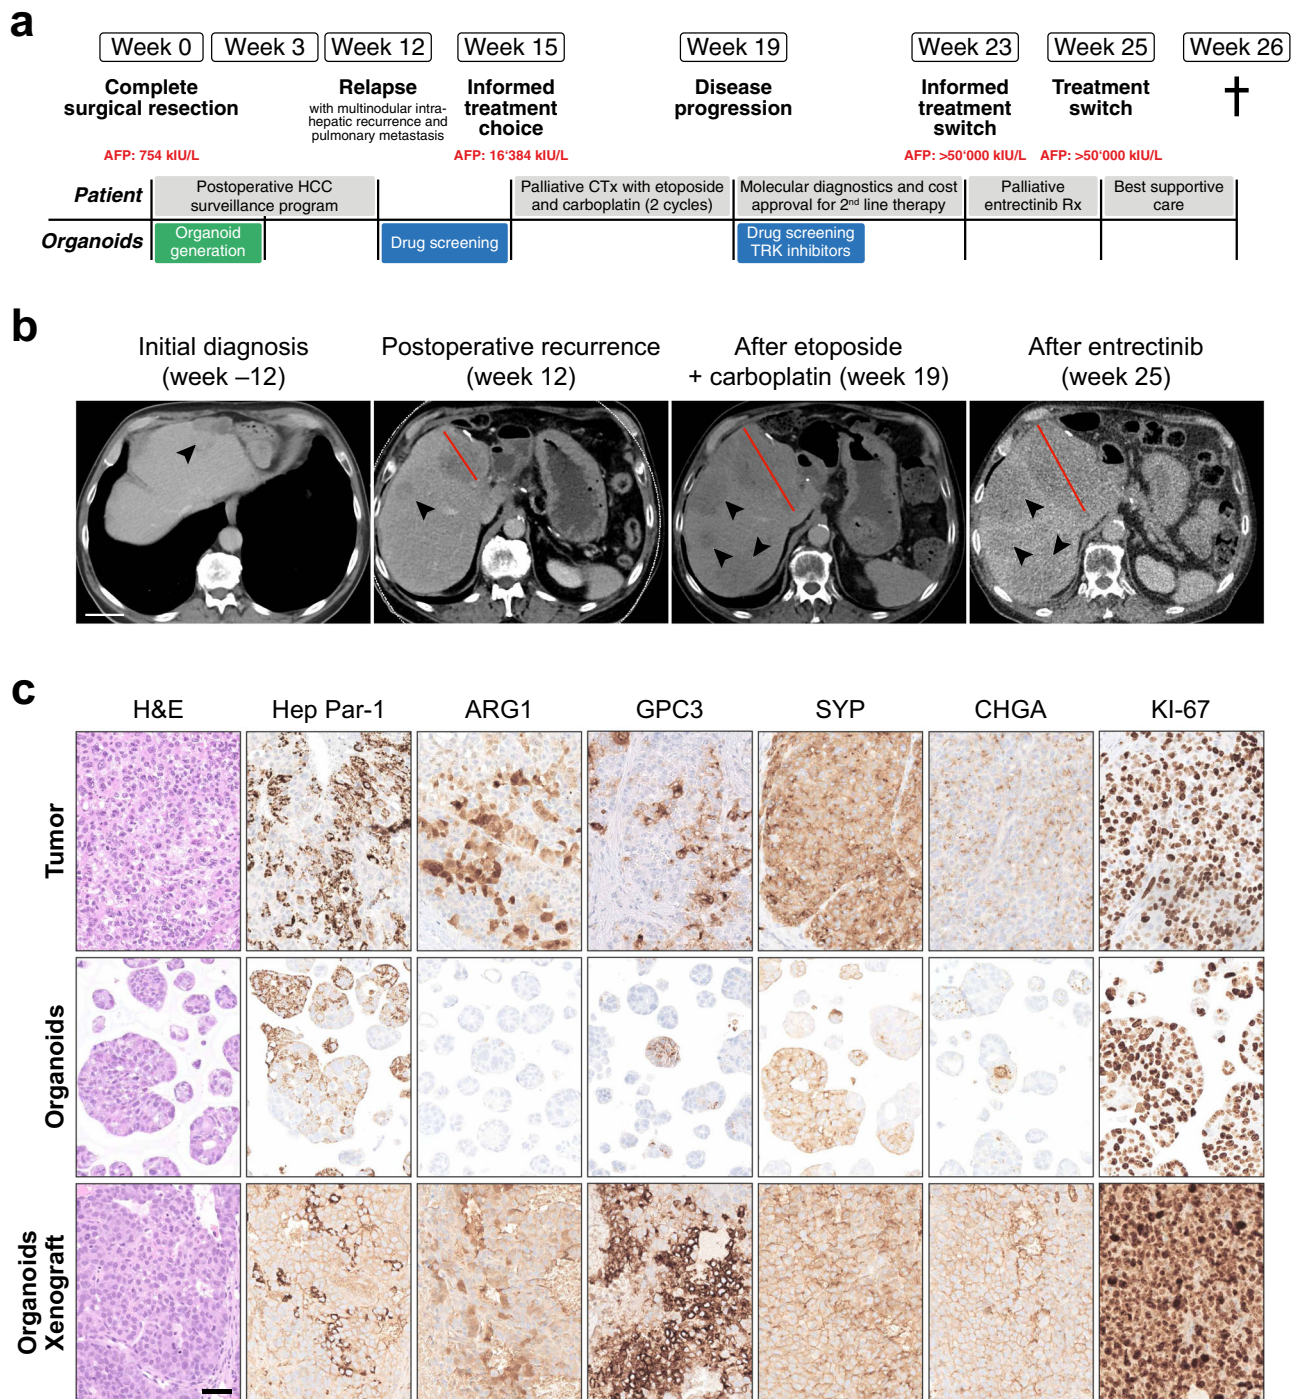 a
Week 0 Week 3 Week 12 Week 15 Week 19 Week 23 Week 25 Week 26
Complete
surgical resection
Relapse
with multinodular intra-
hepatic recurrence and
pulmonary metastasis
Informed
treatment
choice
Disease
progression
Informed
treatment
switch
Treatment
switch
AFP: 754 kIU/L
AFP: 16'384 kIU/L
AFP: >50'000 kIU/L
AFP: >50'000 kIU/L
Patient
Postoperative HCC
surveillance program
Palliative CTx with etoposide
and carboplatin (2 cycles)
Molecular diagnostics and cost
approval for 2nd line therapy
Palliative
entrectinib Rx
Best supportive
care
Organoids
Organoid
generation
Drug screening
Drug screening
TRK inhibitors
b
Initial diagnosis
(week –12)
Postoperative recurrence
(week 12)
After etoposide
+ carboplatin (week 19)
After entrectinib
(week 25)
c
H&E Hep Par-1 ARG1 GPC3 SYP CHGA KI-67
Tumor
Organoids
Organoids
Xenograft